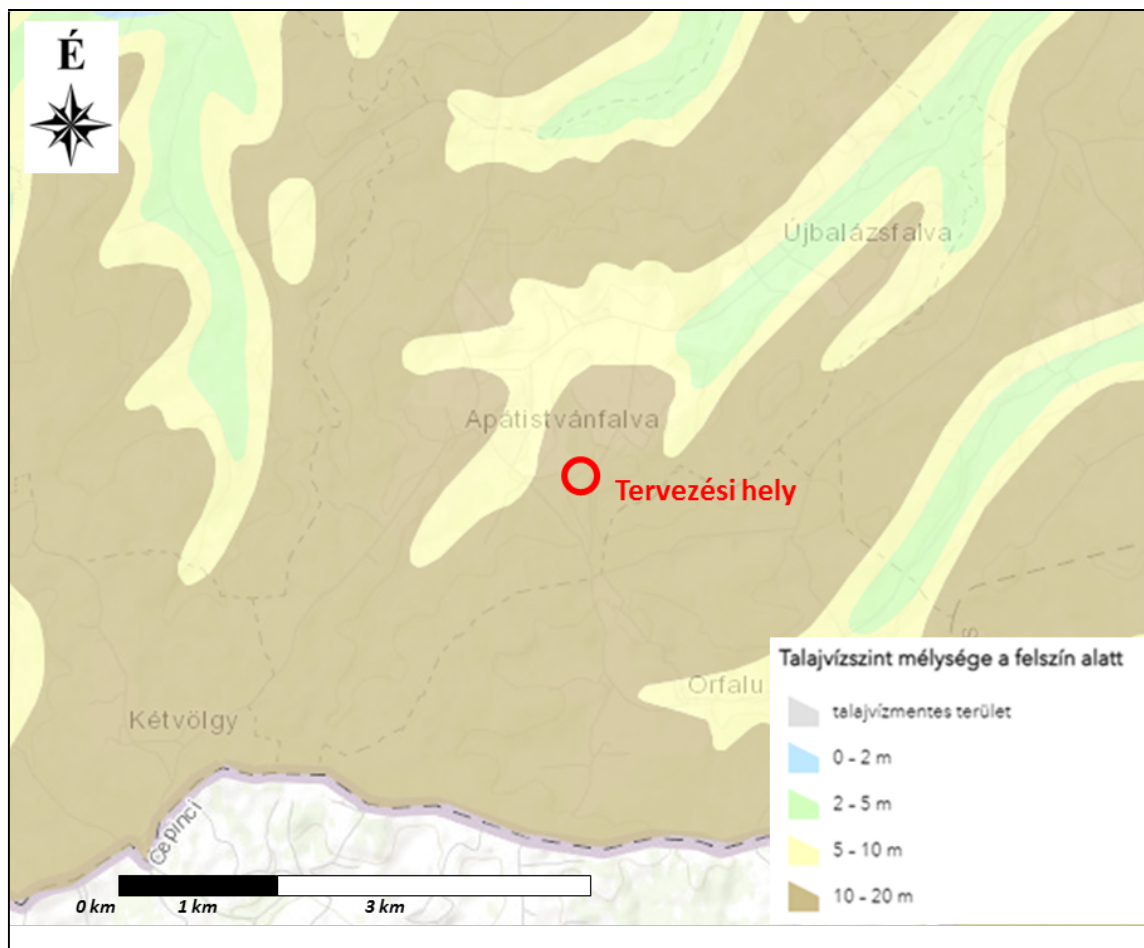 É
Újbalázsfalva
Apátistvánfalva
Tervezési hely
Orfalu
Kétvölgy
Čepinci
Talajvízszint mélysége a felszín alatt
talajvízmentes terület
0 - 2 m
2 - 5 m
5 - 10 m
10 - 20 m
0 km 1 km 3 km